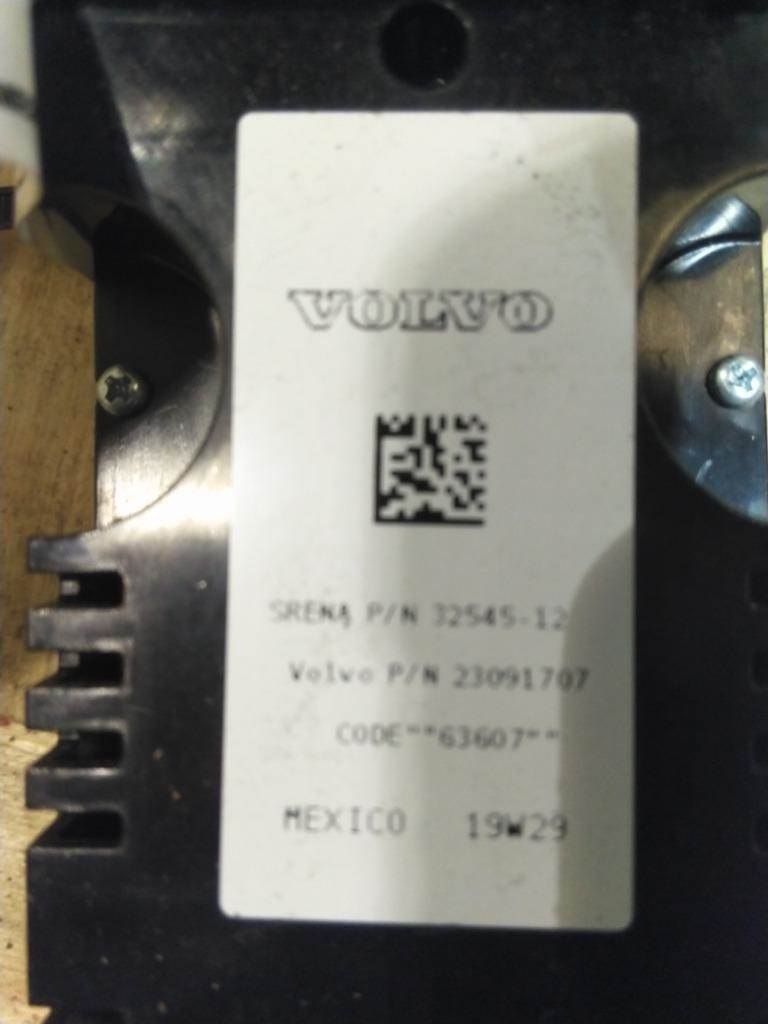 VOLVO
SRENA P/N 32545-12
Volvo P/N 23091707
CODE**63607**
MEXICO 19W29